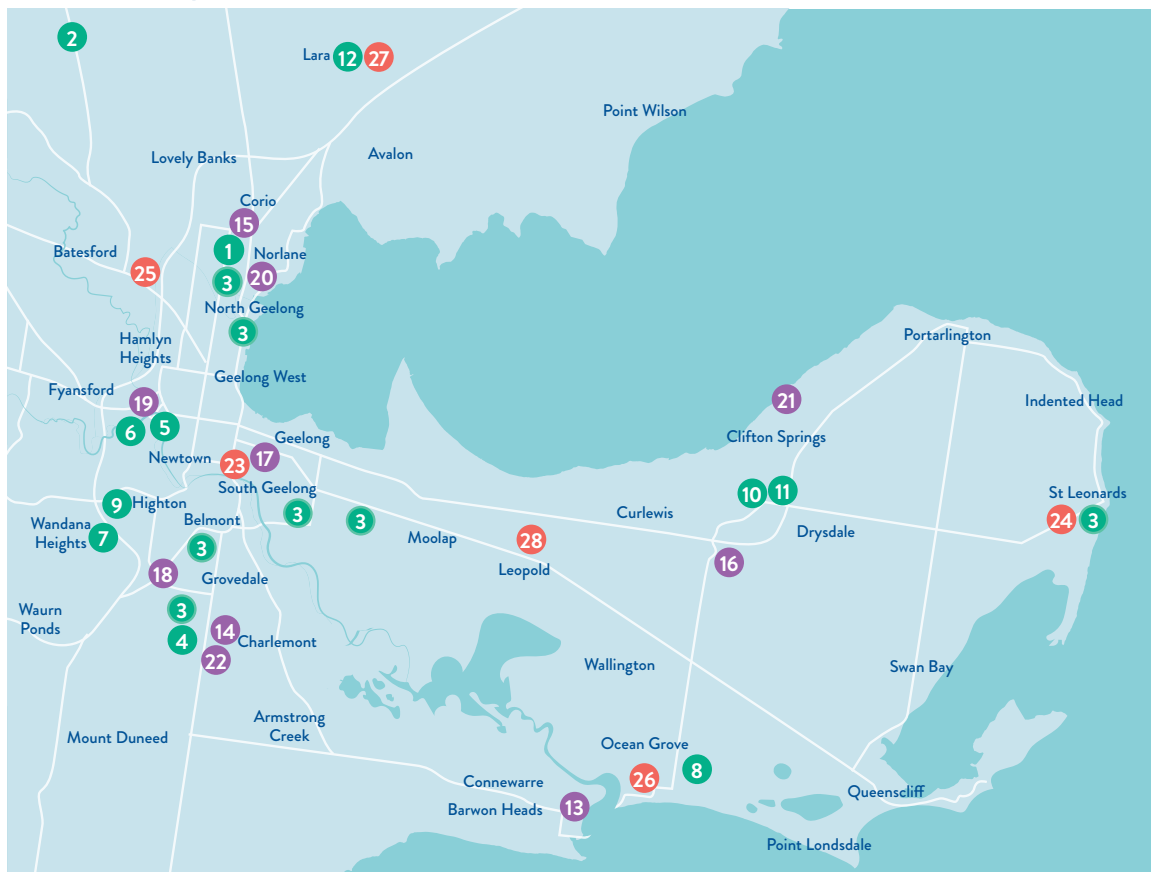 2
Lara 12 27
Point Wilson
Avalon
Lovely Banks
Corio
15
1
Norlane
Batesford
25
3
20
North Geelong
3
Hamlyn
Heights
Portarlington
Geelong West
Fyansford
19
21
Indented Head
6
5
Clifton Springs
Geelong
Newtown
23
17
South Geelong
10
11
St Leonards
9
Highton
3
3
Curlewis
24
3
Belmont
Wandana
Heights
7
3
Moolap
28
Drysdale
Leopold
16
18
Grovedale
3
Waurn
Ponds
4
14
Charlemont
22
Wallington
Swan Bay
Armstrong
Creek
Mount Duneed
Ocean Grove
8
26
Connewarre
Queenscliff
Barwon Heads
13
Point Londsdale